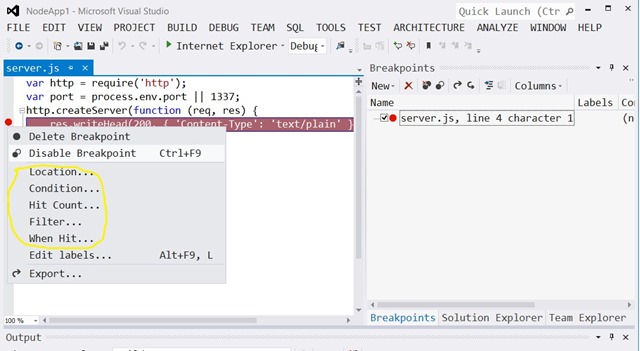 NodeApp1 - Microsoft Visual Studio
Quick Launch (Ctr
FILE EDIT VIEW PROJECT BUILD DEBUG TEAM SQL TOOLS TEST ARCHITECTURE ANALYZE WINDOW HELP
Internet Explorer Debug
server.js
var http = require('http');
var port = process.env.port || 1337;
http.createServer(function (req, res) {
res.writeHead(200, { 'Content-Type': 'text/plain' }
Delete Breakpoint
Disable Breakpoint Ctrl+F9
Location...
Condition...
Hit Count...
Filter...
When Hit...
Edit labels... Alt+F9, L
Export...
100 %
Breakpoints
New Columns
Name Labels Co
server.js, line 4 character 1 (n
Breakpoints Solution Explorer Team Explorer
Output